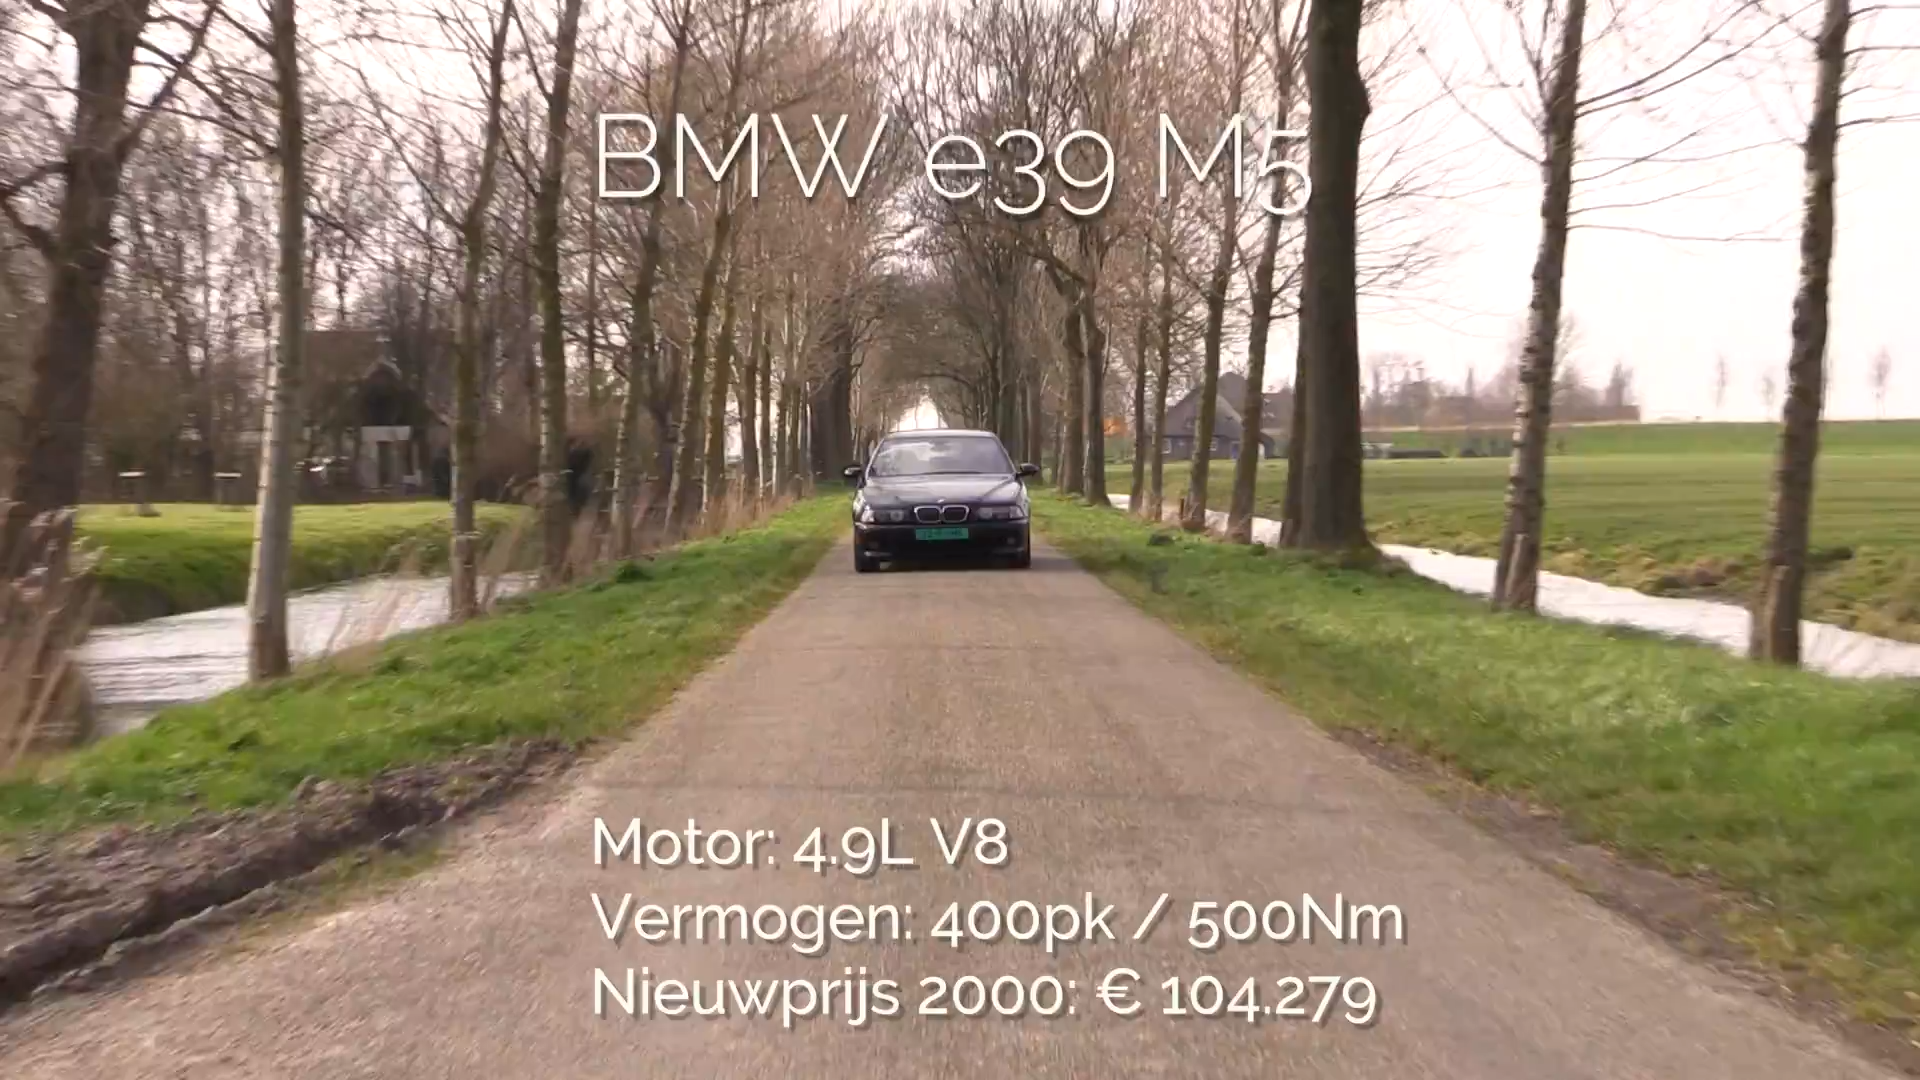 BMW e39 M5
Motor: 4.9L V8
Vermogen: 400pk / 500Nm
Nieuwprijs 2000: € 104.279